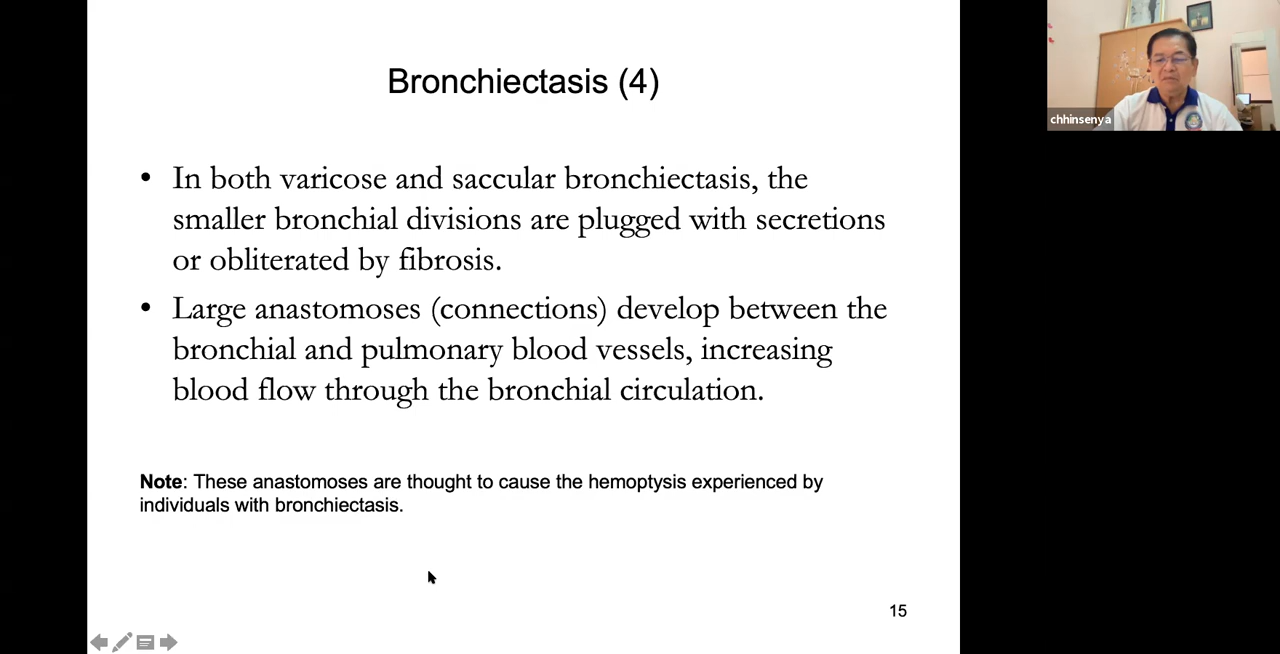 Bronchiectasis (4)
• In both varicose and saccular bronchiectasis, the
smaller bronchial divisions are plugged with secretions
or obliterated by fibrosis.
• Large anastomoses (connections) develop between the
bronchial and pulmonary blood vessels, increasing
blood flow through the bronchial circulation.
Note: These anastomoses are thought to cause the hemoptysis experienced by
individuals with bronchiectasis.
15
chhinsenya